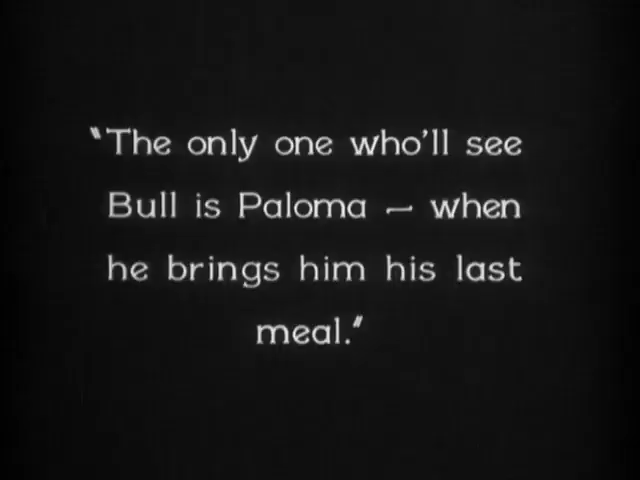 "The only one who'll see
Bull is Paloma — when
he brings him his last
meal."